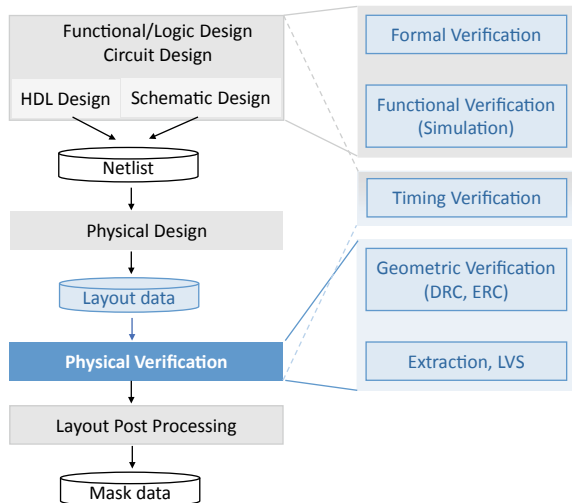 Functional/Logic Design
Circuit Design
HDL Design
Schematic Design
Netlist
Physical Design
Layout data
Physical Verification
Layout Post Processing
Mask data
Formal Verification
Functional Verification
(Simulation)
Timing Verification
Geometric Verification
(DRC, ERC)
Extraction, LVS